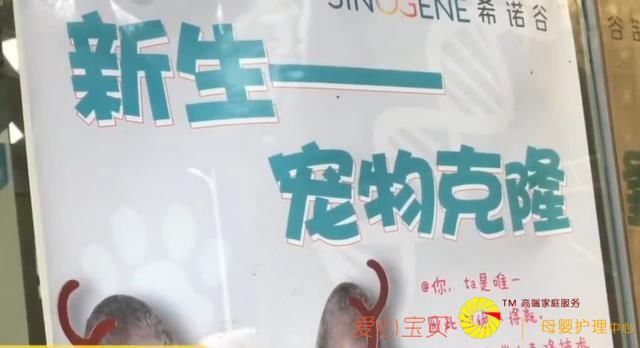 SINOGENE 希诺谷
新生——
宠物克隆
@你，ta是唯一
TM 高端家庭服务
爱小宝贝
母婴护理中心